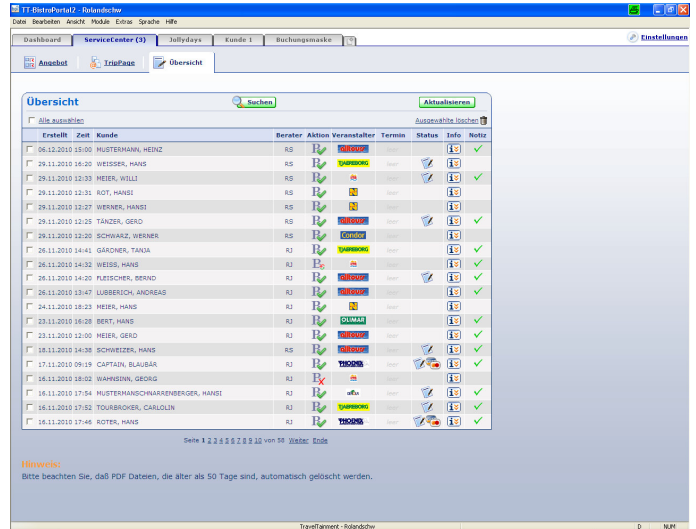 TT-BistroPortal2 - Rolandschw
Datei Bearbeiten Ansicht Module Extras Sprache Hilfe
Dashboard ServiceCenter (3) Jollydays Kunde 1 Buchungsmaske
Einstellungen
Angebot TripPage Übersicht
Übersicht Suchen Aktualisieren
Alle auswählen Ausgewählte löschen
Erstellt Zeit Kunde Berater Aktion Veranstalter Termin Status Info Notiz
06.12.2010 15:00 MUSTERMANN, HEINZ RS
29.11.2010 16:20 WEISSER, HANS RS TJAEREBORG
29.11.2010 12:33 MEIER, WILLI RS
29.11.2010 12:31 ROT, HANSI RS
29.11.2010 12:27 WERNER, HANSI RS
29.11.2010 12:25 TÄNZER, GERD RS
29.11.2010 12:20 SCHWARZ, WERNER RS Condor
26.11.2010 14:41 GÄRDNER, TANJA RJ TJAEREBORG
26.11.2010 14:32 WEISS, HANS RJ
26.11.2010 14:20 FLEISCHER, BERND RJ
26.11.2010 13:47 LUBBERICH, ANDREAS RJ
24.11.2010 18:23 MEIER, HANS RJ
23.11.2010 16:28 BERT, HANS RJ OLIMAR
23.11.2010 12:00 MEIER, GERD RJ
18.11.2010 14:38 SCHWEIZER, HANS RS
17.11.2010 09:19 CAPTAIN, BLAUBÄR RJ PHOENIX
16.11.2010 18:02 WAHNSINN, GEORG RJ
16.11.2010 17:54 MUSTERMANSCHNARRENBERGER, HANSI RJ
16.11.2010 17:52 TOURBROKER, CARLOLIN RJ TJAEREBORG
16.11.2010 17:46 ROTER, HANS RJ PHOENIX
Seite 1 2 3 4 5 6 7 8 9 10 von 58 Weiter Ende
Hinweis:
Bitte beachten Sie, daß PDF Dateien, die älter als 50 Tage sind, automatisch gelöscht werden.
TravelTainment - Rolandschw D NUM